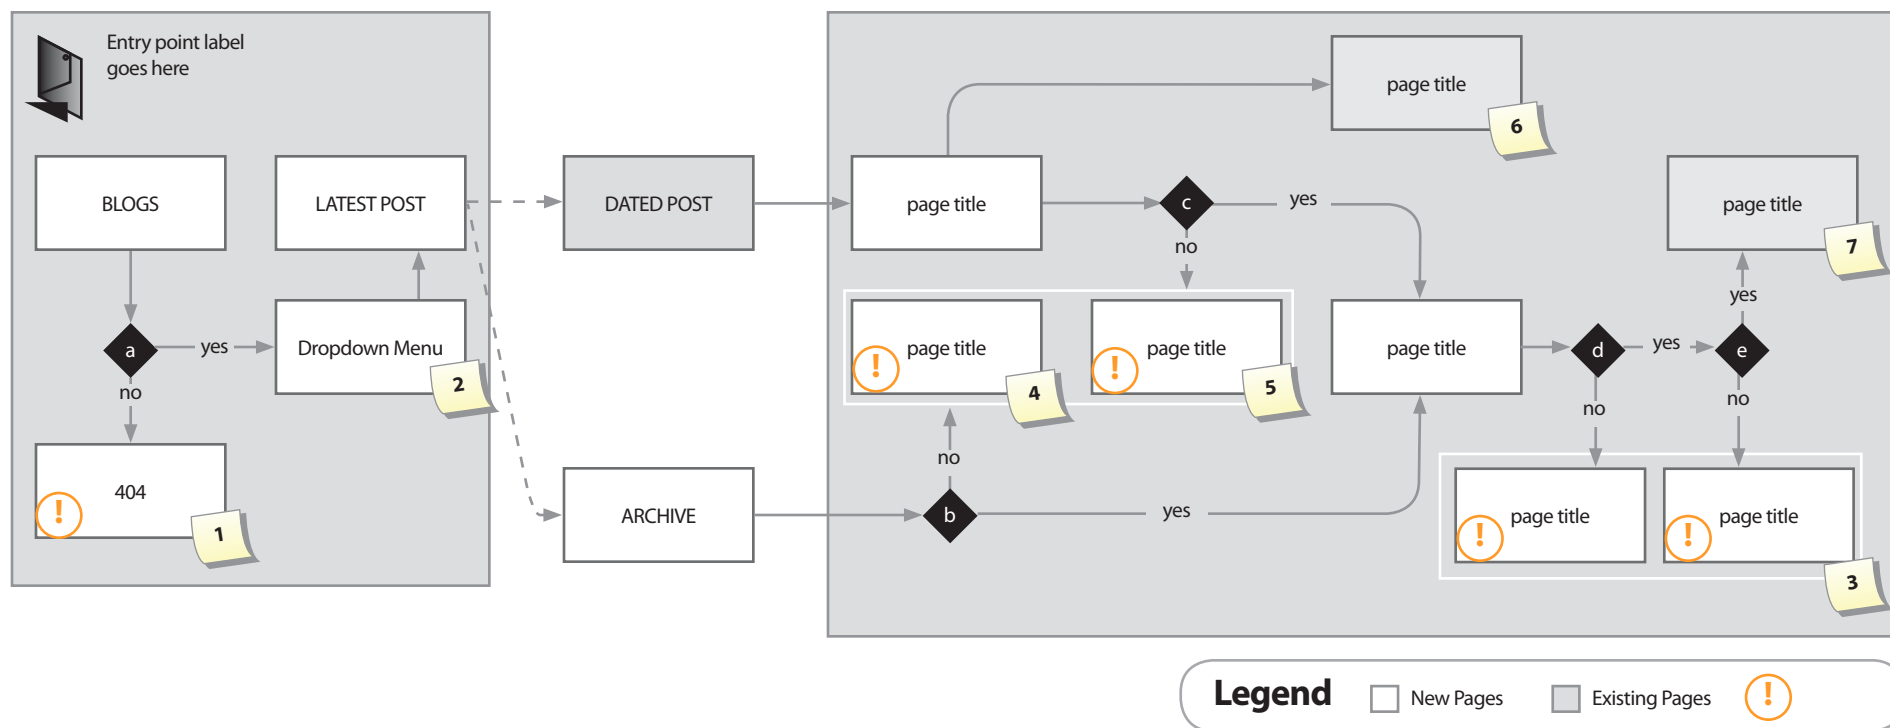 Entry point label
goes here
page title
6
BLOGS
LATEST POST
DATED POST
page title
c
yes
page title
7
no
a
yes
Dropdown Menu
2
no
page title
4
page title
5
page title
d
yes
e
yes
no
no
404
1
ARCHIVE
no
b
yes
page title
page title
3
Legend
New Pages
Existing Pages